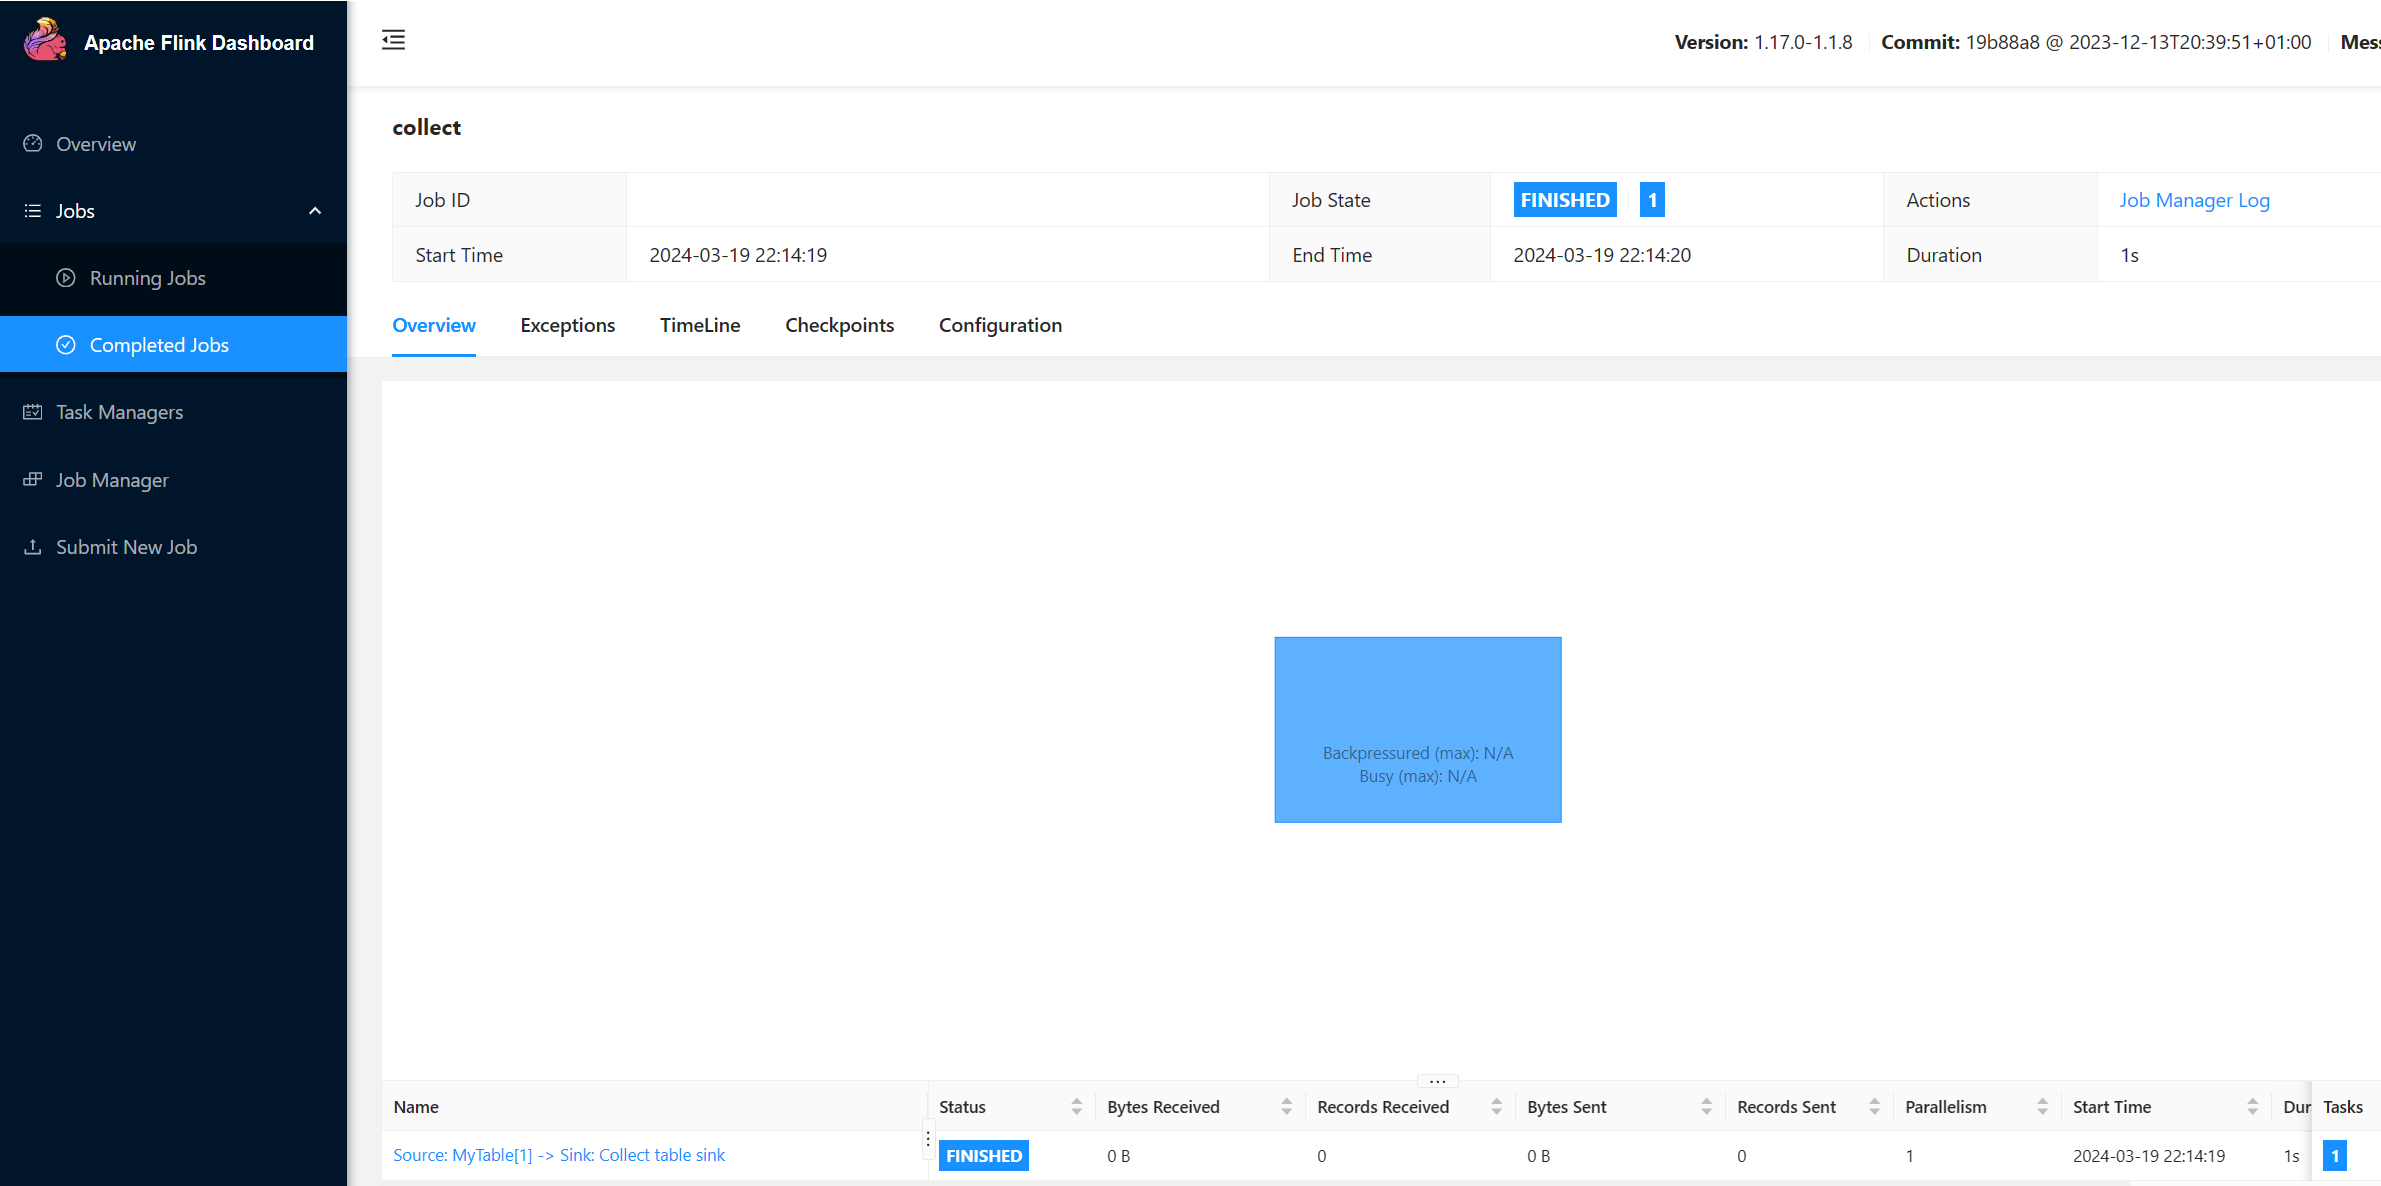 Apache Flink Dashboard
Version: 1.17.0-1.1.8 Commit: 19b88a8 @ 2023-12-13T20:39:51+01:00 Mes
Overview
Jobs
Running Jobs
Completed Jobs
Task Managers
Job Manager
Submit New Job
collect
Job ID Job State FINISHED 1 Actions Job Manager Log
Start Time 2024-03-19 22:14:19 End Time 2024-03-19 22:14:20 Duration 1s
Overview Exceptions TimeLine Checkpoints Configuration
Backpressured (max): N/A
Busy (max): N/A
Name Status Bytes Received Records Received Bytes Sent Records Sent Parallelism Start Time Dur Tasks
Source: MyTable[1] -> Sink: Collect table sink FINISHED 0 B 0 0 B 0 1 2024-03-19 22:14:19 1s 1